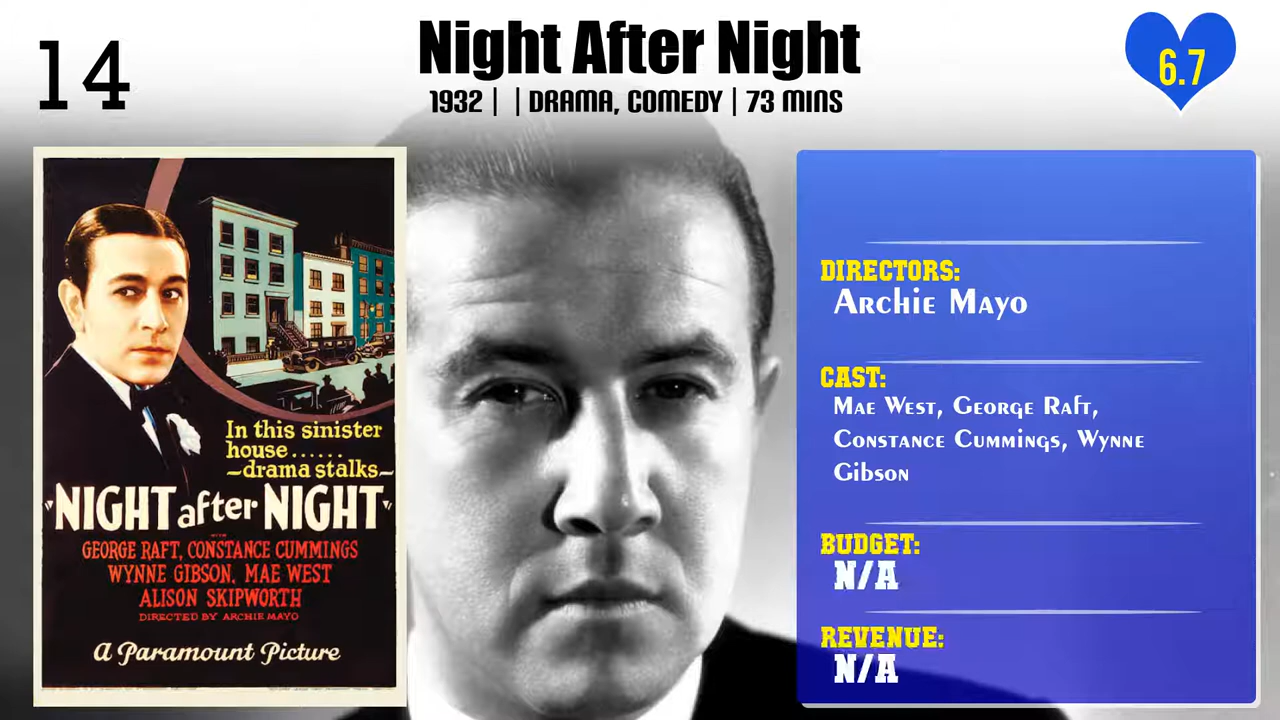 14
Night After Night
1932 | | DRAMA, COMEDY | 73 MINS
6.7
In this sinister
house......
~drama stalks~
"NIGHT after NIGHT"
WITH
GEORGE RAFT, CONSTANCE CUMMINGS
WYNNE GIBSON, MAE WEST
ALISON SKIPWORTH
DIRECTED BY ARCHIE MAYO
A Paramount Picture
DIRECTORS:
Archie Mayo
CAST:
Mae West, George Raft,
Constance Cummings, Wynne
Gibson
BUDGET:
N/A
REVENUE:
N/A